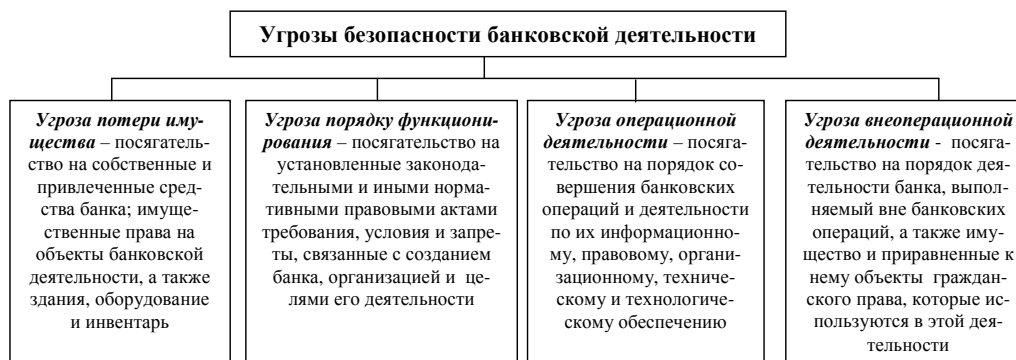 Угрозы безопасности банковской деятельности
Угроза потери иму-
щества – посягатель-
ство на собственные и
привлеченные сред-
ства банка; имуще-
ственные права на
объекты банковской
деятельности, а также
здания, оборудование
и инвентарь
Угроза порядку функциони-
рования – посягательство на
установленные законода-
тельными и иными норма-
тивными правовыми актами
требования, условия и запре-
ты, связанные с созданием
банка, организацией и целями его деятельности
Угроза операционной
деятельности – посяга-
тельство на порядок со-
вершения банковских
операций и деятельности
по их информационно-
му, правовому, органи-
зационному, техниче-
скому и технологиче-
скому обеспечению
Угроза внеоперационной
деятельности - посяга-
тельство на порядок дея-
тельности банка, выпол-
няемый вне банковских
операций, а также иму-
щество и приравненные к
нему объекты граждан-
ского права, которые ис-
пользуются в этой дея-
тельности